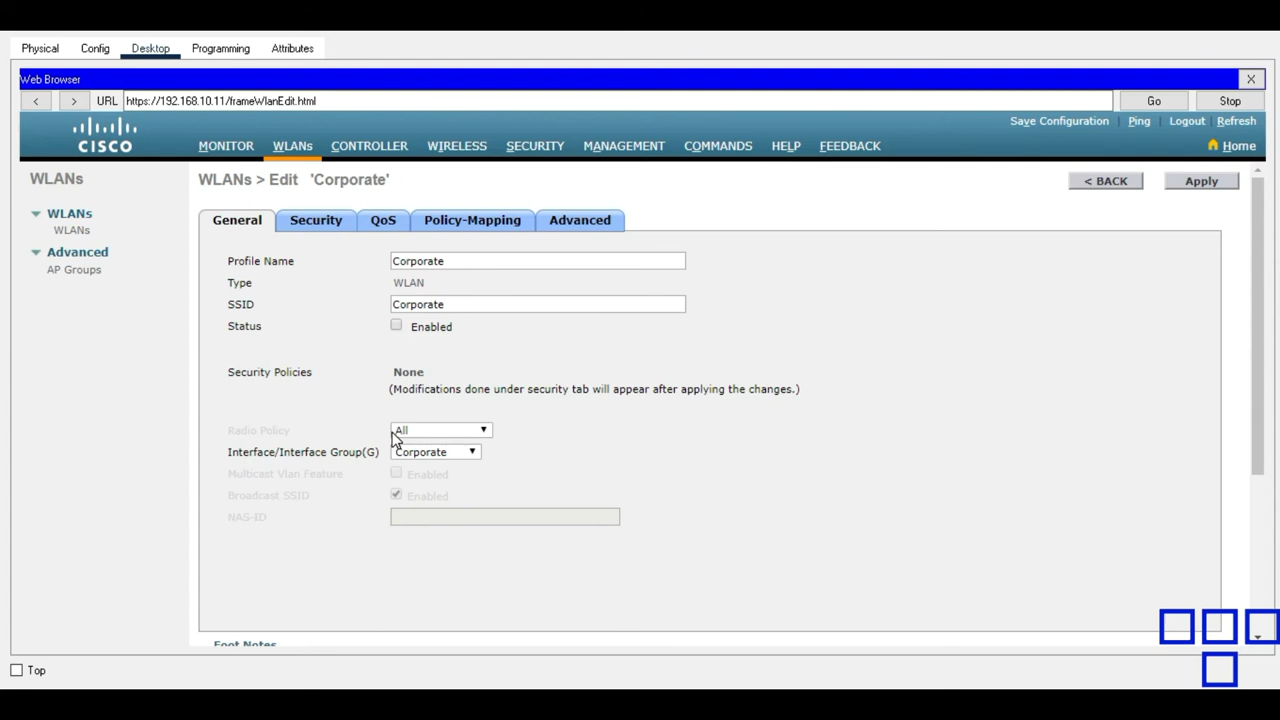 Physical Config Desktop Programming Attributes
Web Browser X
< > URL https://192.168.10.11/frameWlanEdit.html Go Stop
Save Configuration Ping Logout Refresh
CISCO MONITOR WLANs CONTROLLER WIRELESS SECURITY MANAGEMENT COMMANDS HELP FEEDBACK Home
WLANs
WLANs
WLANs
Advanced
AP Groups
WLANs > Edit 'Corporate' < BACK Apply
General Security QoS Policy-Mapping Advanced
Profile Name Corporate
Type WLAN
SSID Corporate
Status Enabled
Security Policies None
(Modifications done under security tab will appear after applying the changes.)
Radio Policy All
Interface/Interface Group(G) Corporate
Multicast Vlan Feature Enabled
Broadcast SSID Enabled
NAS-ID
Foot Notes
Top